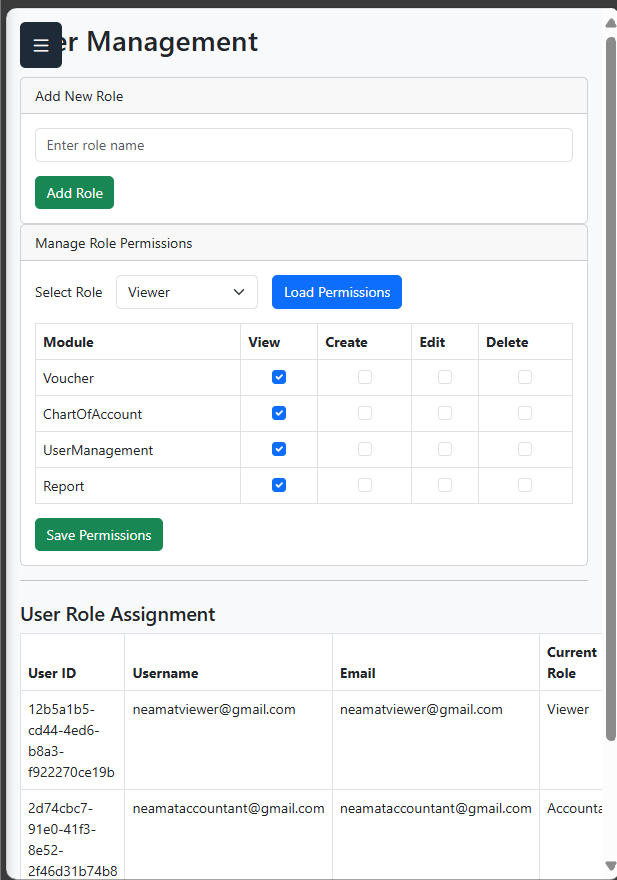 er Management
Add New Role
Enter role name
Add Role
Manage Role Permissions
Select Role Viewer Load Permissions
Module View Create Edit Delete
Voucher
ChartOfAccount
UserManagement
Report
Save Permissions
User Role Assignment
User ID Username Email Current Role
12b5a1b5-
cd44-4ed6-
b8a3-
f922270ce19b
neamatviewer@gmail.com
neamatviewer@gmail.com
Viewer
2d74cbc7-
91e0-41f3-
8e52-
2f46d31b74b8
neamataccountant@gmail.com
neamataccountant@gmail.com
Accounta